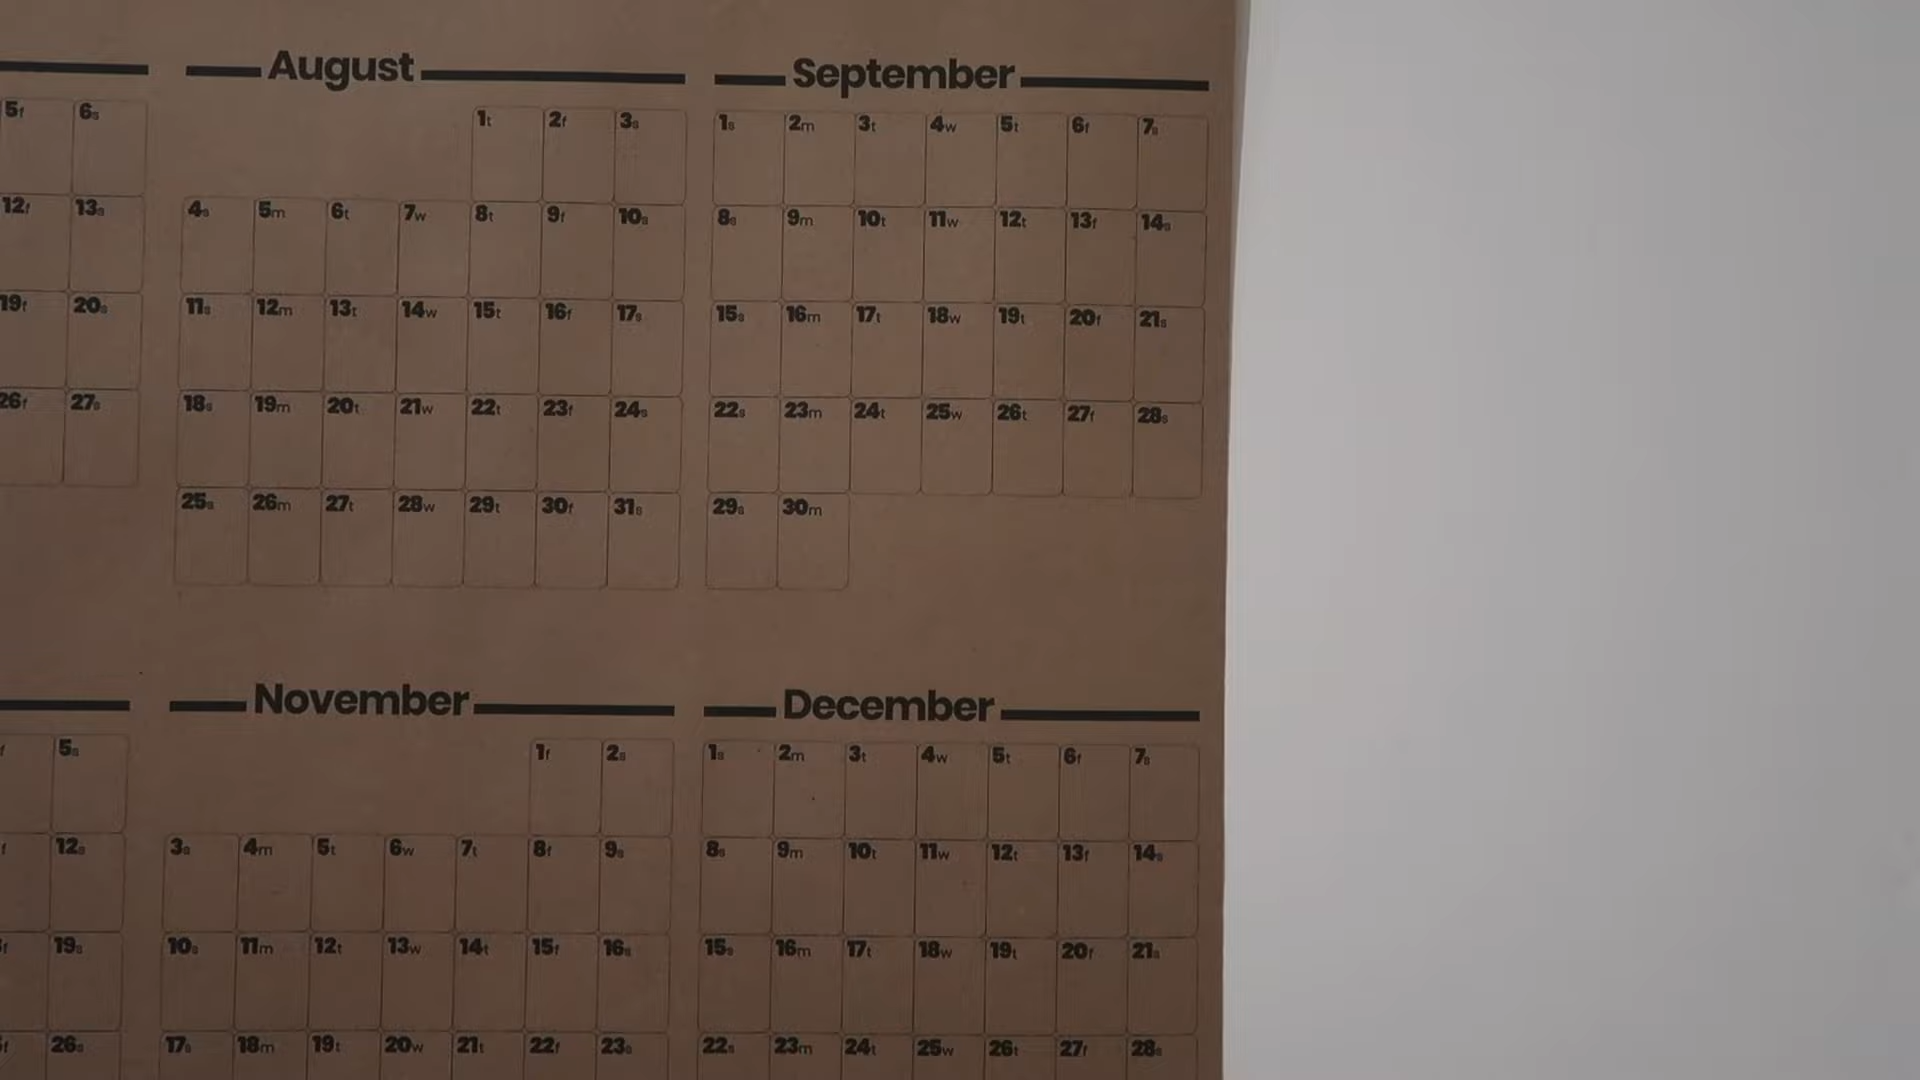 August
September
5f 6s
1t 2f 3s
1s 2m 3t 4w 5t 6f 7s
12f 13s
4s 5m 6t 7w 8t 9f 10s
8s 9m 10t 11w 12t 13f 14s
19f 20s
11s 12m 13t 14w 15t 16f 17s
15s 16m 17t 18w 19t 20f 21s
26f 27s
18s 19m 20t 21w 22t 23f 24s
22s 23m 24t 25w 26t 27f 28s
25s 26m 27t 28w 29t 30f 31s
29s 30m
November
December
f 5s
1f 2s
1s 2m 3t 4w 5t 6f 7s
f 12s
3s 4m 5t 6w 7t 8f 9s
8s 9m 10t 11w 12t 13f 14s
f 19s
10s 11m 12t 13w 14t 15f 16s
15s 16m 17t 18w 19t 20f 21s
f 26s
17s 18m 19t 20w 21t 22f 23s
22s 23m 24t 25w 26t 27f 28s